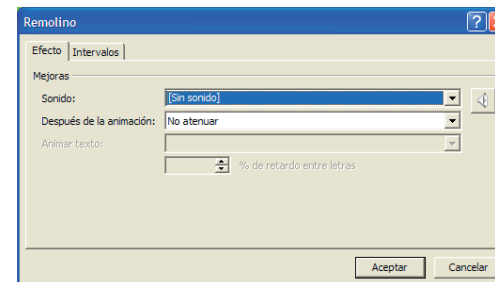 Remolino
Efecto Intervalos
Mejoras
Sonido: [Sin sonido]
Después de la animación: No atenuar
Animar texto:
% de retardo entre letras
Aceptar Cancelar